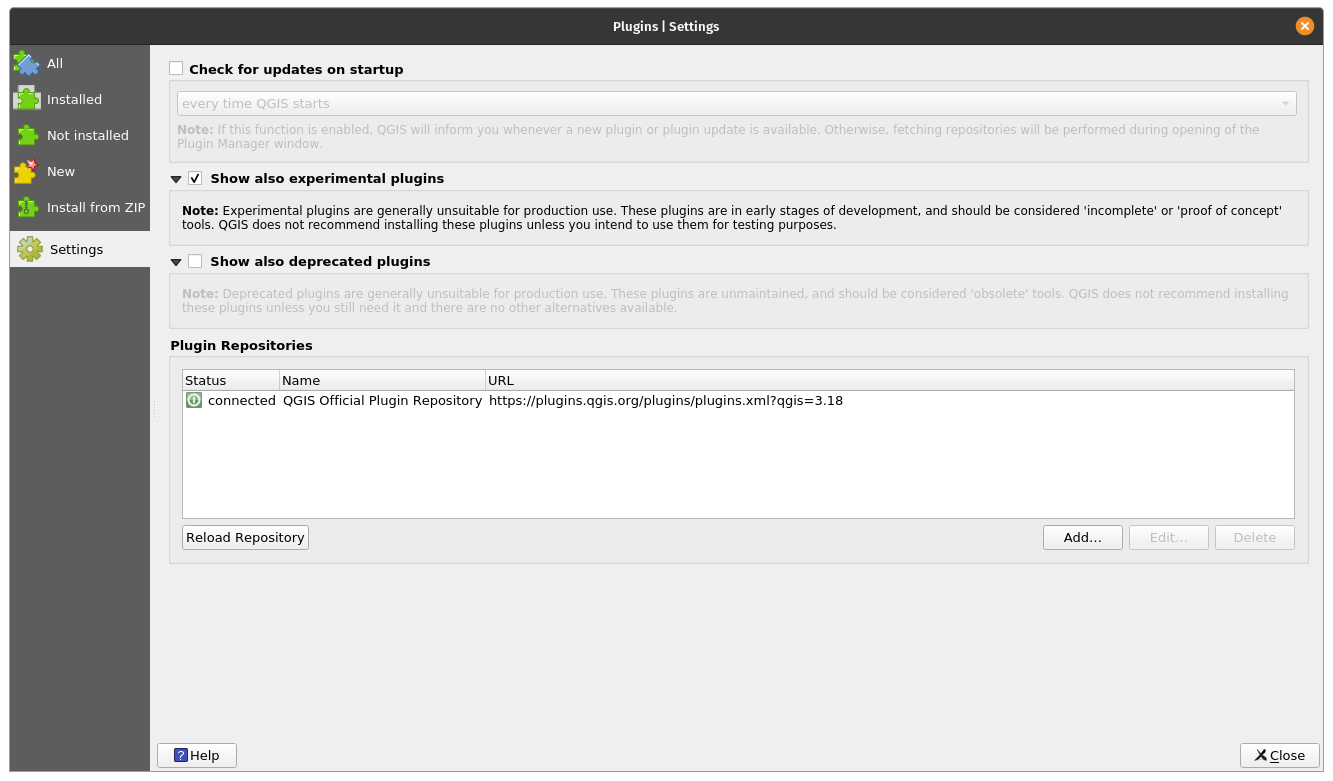 Plugins | Settings
All
Installed
Not installed
New
Install from ZIP
Settings
Check for updates on startup
every time QGIS starts
Note: If this function is enabled, QGIS will inform you whenever a new plugin or plugin update is available. Otherwise, fetching repositories will be performed during opening of the
Plugin Manager window.
Show also experimental plugins
Note: Experimental plugins are generally unsuitable for production use. These plugins are in early stages of development, and should be considered 'incomplete' or 'proof of concept'
tools. QGIS does not recommend installing these plugins unless you intend to use them for testing purposes.
Show also deprecated plugins
Note: Deprecated plugins are generally unsuitable for production use. These plugins are unmaintained, and should be considered 'obsolete' tools. QGIS does not recommend installing
these plugins unless you still need it and there are no other alternatives available.
Plugin Repositories
Status Name URL
connected QGIS Official Plugin Repository https://plugins.qgis.org/plugins/plugins.xml?qgis=3.18
Reload Repository Add... Edit... Delete
Help Close